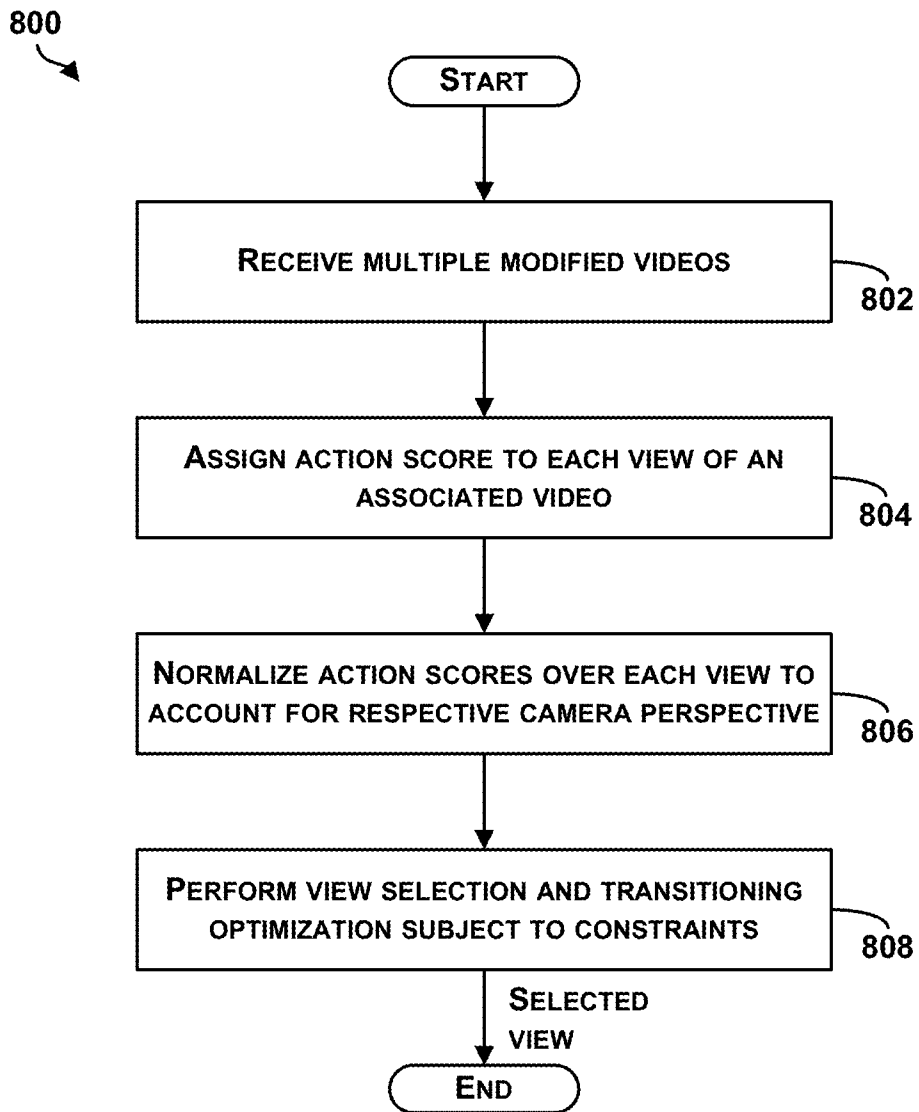 800
START
RECEIVE MULTIPLE MODIFIED VIDEOS
802
ASSIGN ACTION SCORE TO EACH VIEW OF AN
ASSOCIATED VIDEO
804
NORMALIZE ACTION SCORES OVER EACH VIEW TO
ACCOUNT FOR RESPECTIVE CAMERA PERSPECTIVE
806
PERFORM VIEW SELECTION AND TRANSITIONING
OPTIMIZATION SUBJECT TO CONSTRAINTS
808
SELECTED
VIEW
END